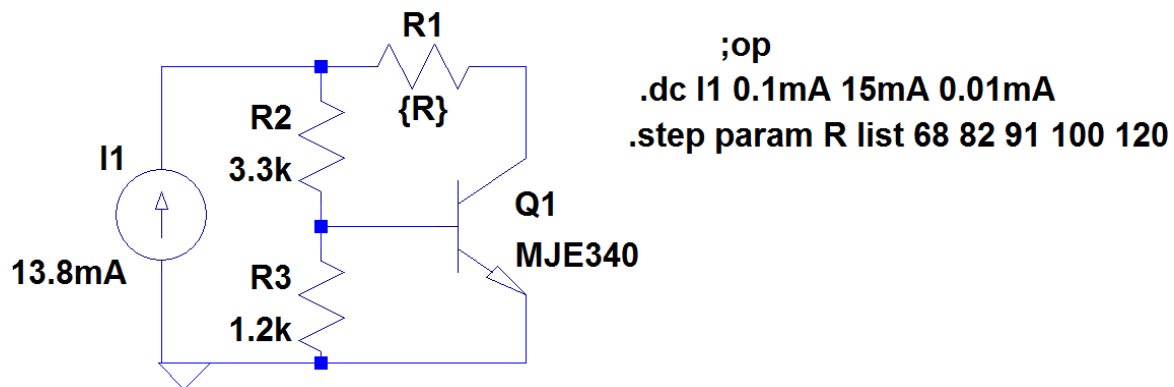 R1
{R}
R2
3.3k
I1
13.8mA
Q1
MJE340
R3
1.2k
;op
.dc I1 0.1mA 15mA 0.01mA
.step param R list 68 82 91 100 120